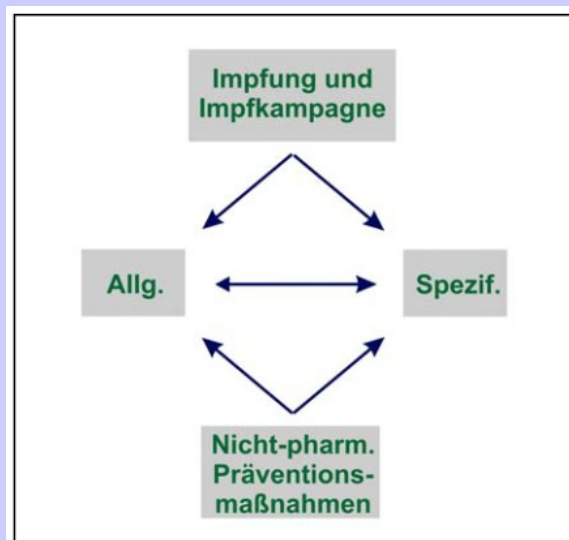 Impfung und
Impfkampagne
Allg.
Spezif.
Nicht-pharm.
Präventions-
maßnahmen